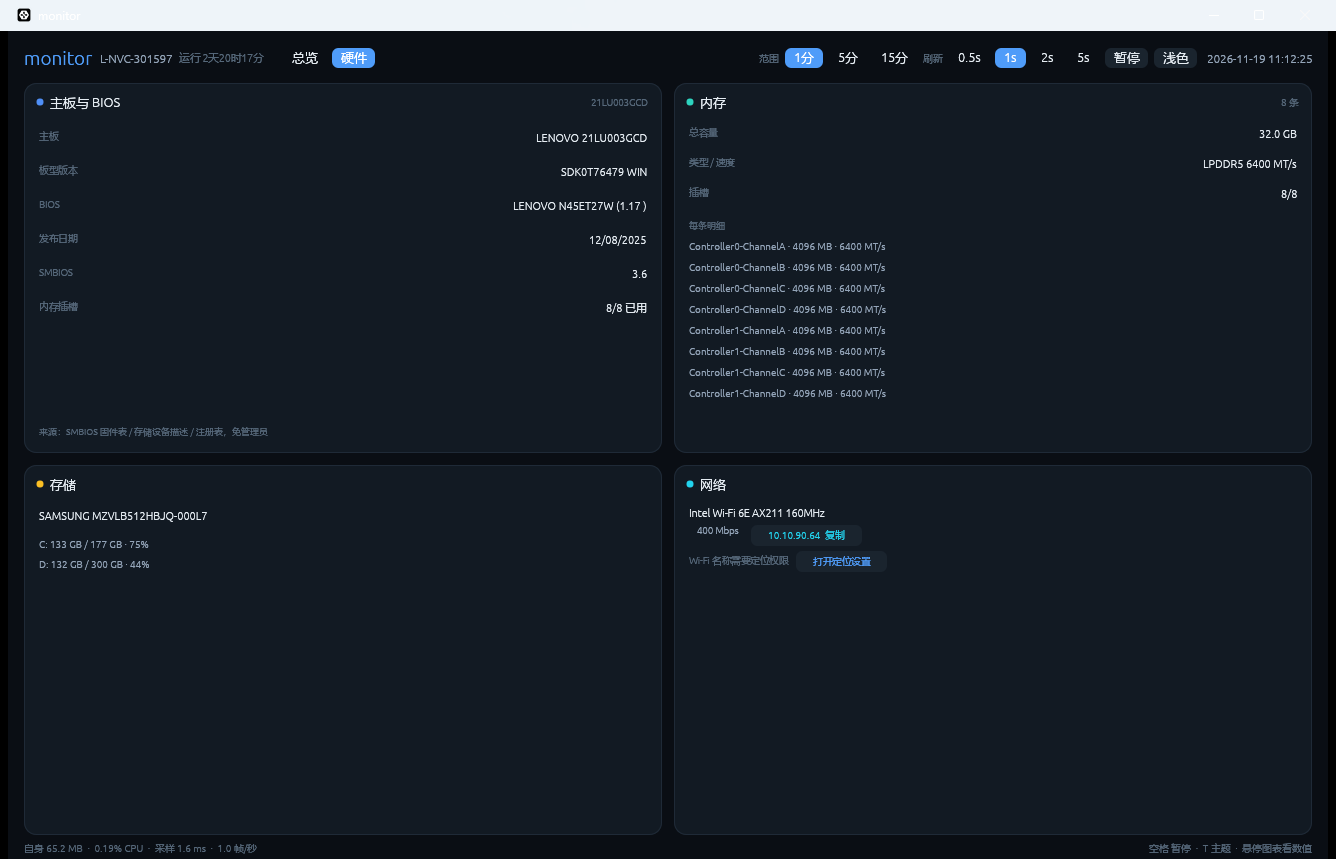 monitor
monitor L-NVC-301597 运行 2天20时17分 总览 硬件 范围 1分 5分 15分 刷新 0.5s 1s 2s 5s 暂停 浅色 2026-11-19 11:12:25
主板与 BIOS 21LU003GCD
主板 LENOVO 21LU003GCD
板型版本 SDK0T76479 WIN
BIOS LENOVO N45ET27W (1.17 )
发布日期 12/08/2025
SMBIOS 3.6
内存插槽 8/8 已用
来源：SMBIOS 固件表 / 存储设备描述 / 注册表，免管理员
内存 8 条
总容量 32.0 GB
类型 / 速度 LPDDR5 6400 MT/s
插槽 8/8
每条明细
Controller0-ChannelA · 4096 MB · 6400 MT/s
Controller0-ChannelB · 4096 MB · 6400 MT/s
Controller0-ChannelC · 4096 MB · 6400 MT/s
Controller0-ChannelD · 4096 MB · 6400 MT/s
Controller1-ChannelA · 4096 MB · 6400 MT/s
Controller1-ChannelB · 4096 MB · 6400 MT/s
Controller1-ChannelC · 4096 MB · 6400 MT/s
Controller1-ChannelD · 4096 MB · 6400 MT/s
存储
SAMSUNG MZVLB512HBJQ-000L7
C: 133 GB / 177 GB · 75%
D: 132 GB / 300 GB · 44%
网络
Intel Wi-Fi 6E AX211 160MHz
400 Mbps 10.10.90.64 复制
Wi-Fi 名称需要定位权限 打开定位设置
自身 65.2 MB · 0.19% CPU · 采样 1.6 ms · 1.0 帧/秒 空格 暂停 · T 主题 · 悬停图表看数值